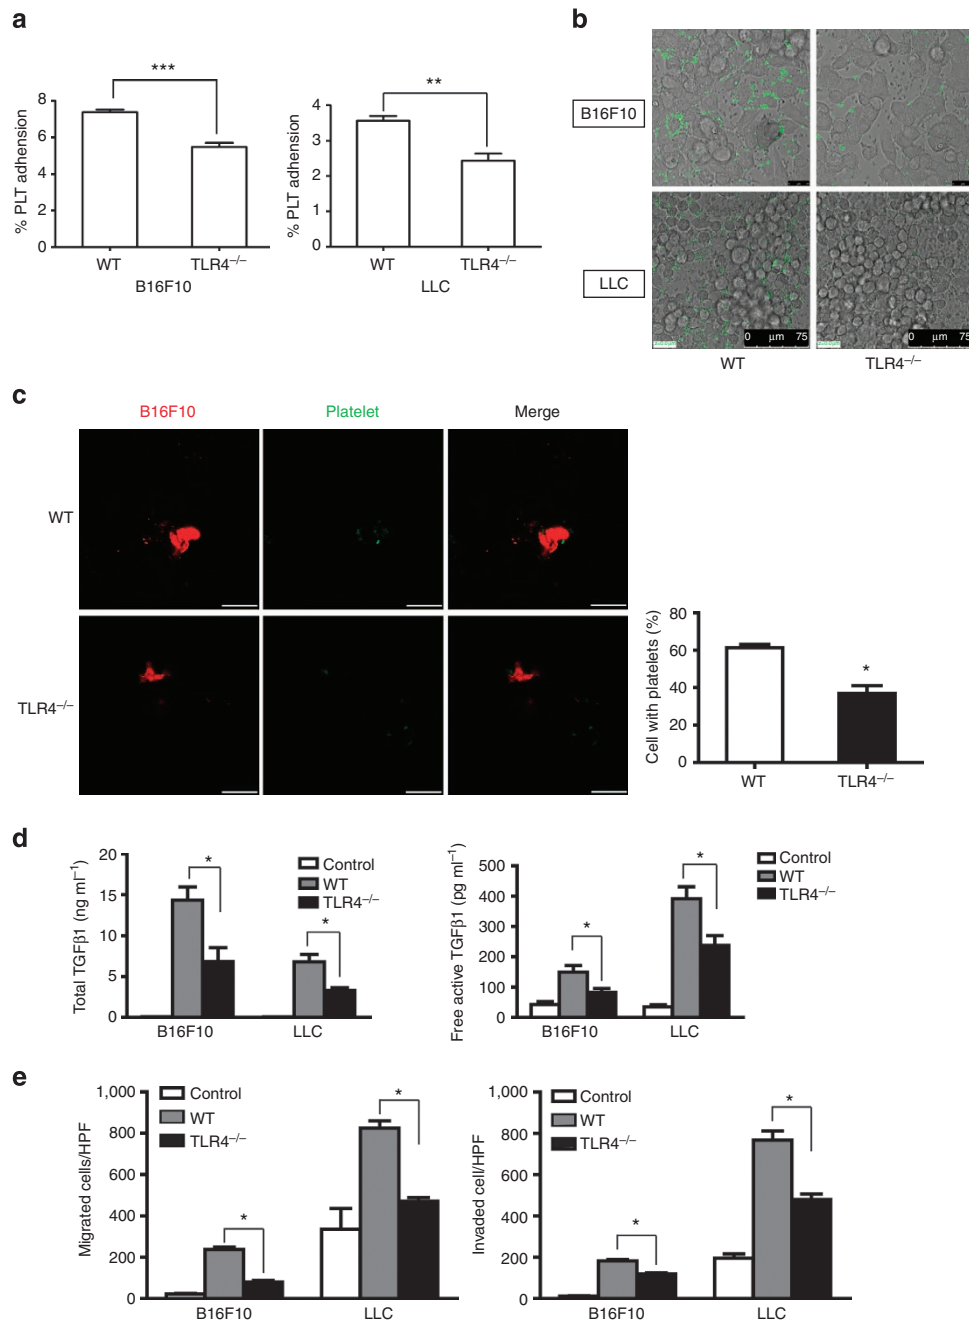 a
***
8
6
4
2
0
% PLT adhension
WT
TLR4–/–
B16F10
**
4
3
2
1
0
% PLT adhension
WT
TLR4–/–
LLC
b
B16F10
LLC
0 μm 75
0 μm 75
WT
TLR4–/–
c
B16F10
Platelet
Merge
WT
TLR4–/–
80
60
40
20
0
Cell with platelets (%)
*
WT
TLR4–/–
d
20
15
10
5
0
Total TGFβ1 (ng ml–1)
*
*
Control
WT
TLR4–/–
B16F10
LLC
500
400
300
200
100
0
Free active TGFβ1 (pg ml–1)
*
*
Control
WT
TLR4–/–
B16F10
LLC
e
1,000
800
600
400
200
0
Migrated cells/HPF
Control
WT
TLR4–/–
*
*
B16F10
LLC
1,000
800
600
400
200
0
Invaded cell/HPF
Control
WT
TLR4–/–
*
*
B16F10
LLC